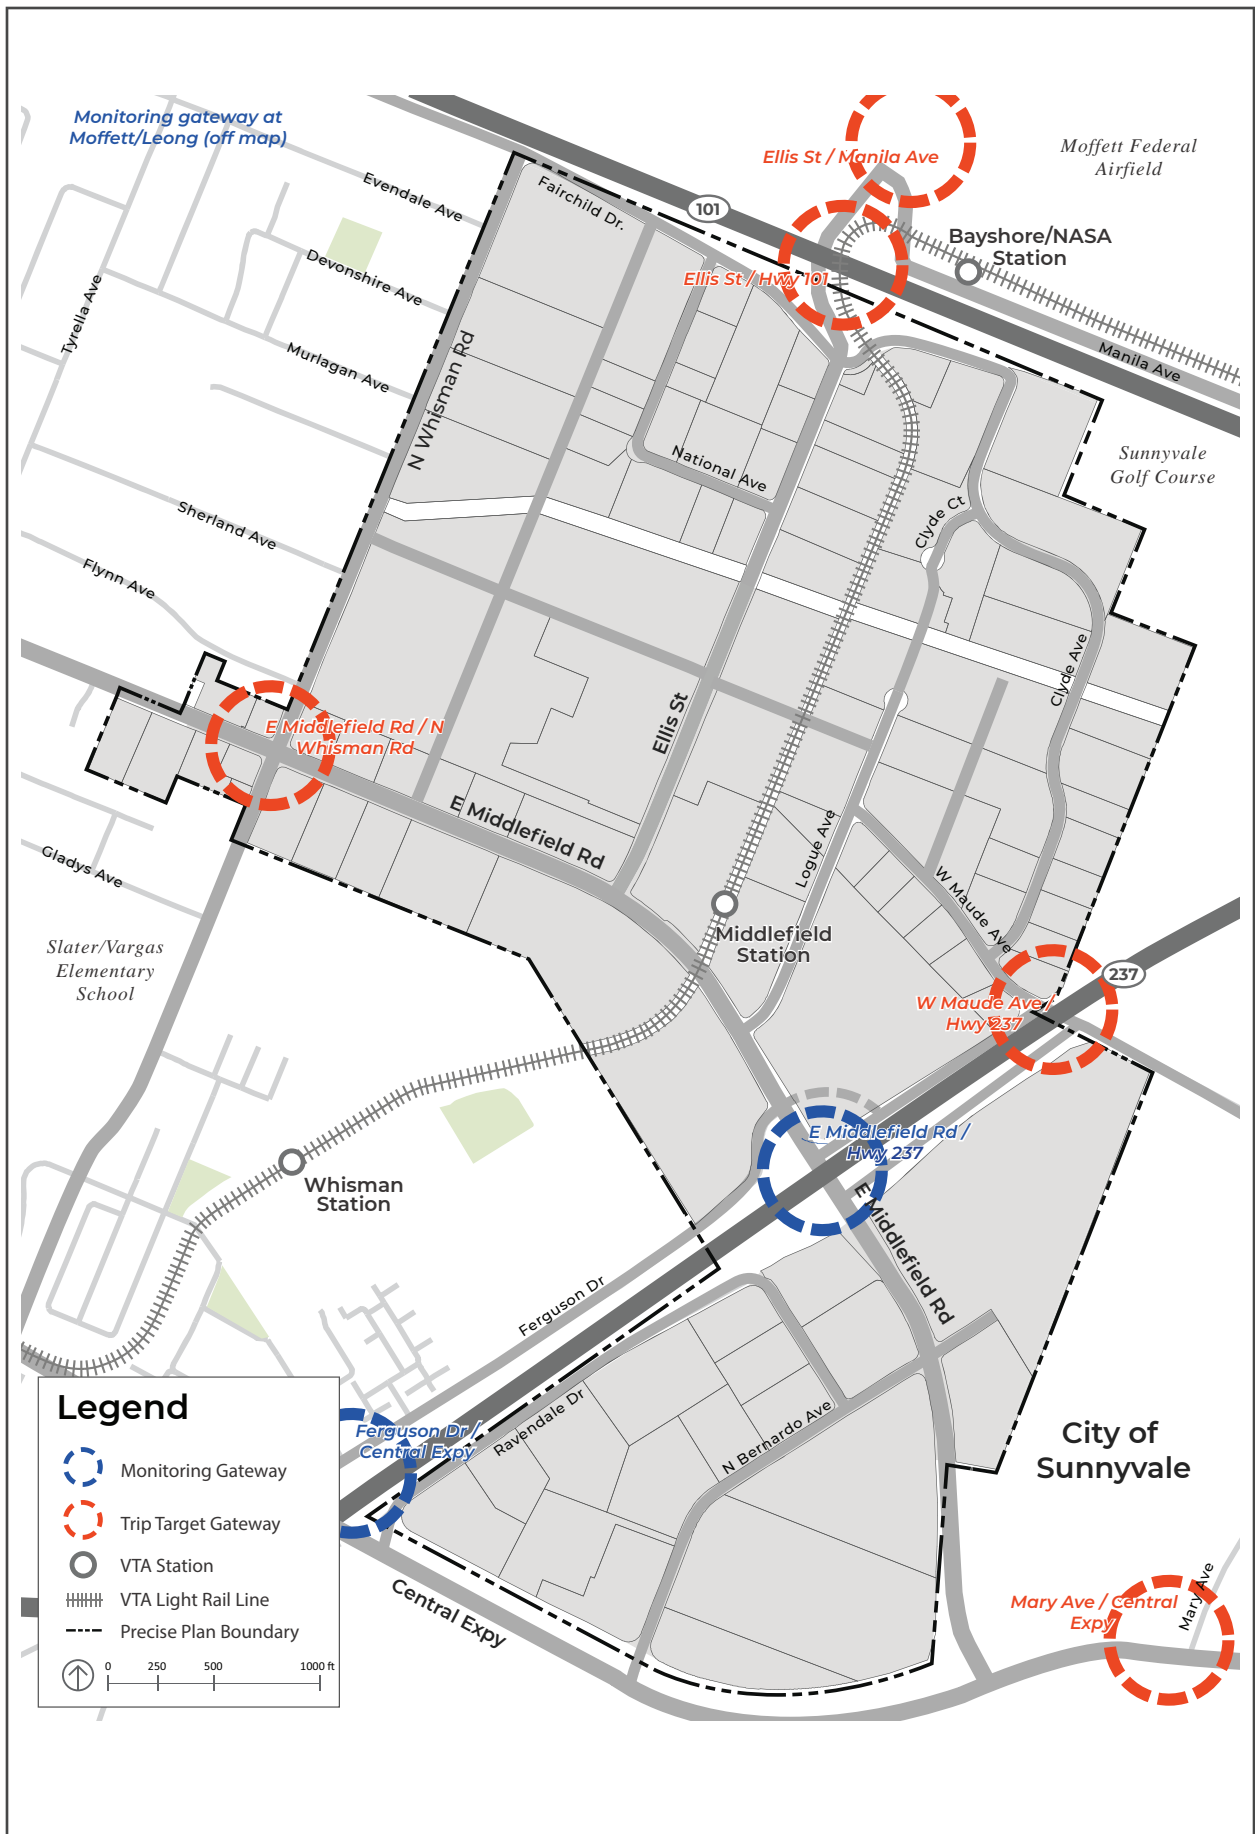 Monitoring gateway at
Moffett/Leong (off map)
Ellis St / Manila Ave
Moffett Federal
Airfield
Evendale Ave
Fairchild Dr.
101
Bayshore/NASA
Station
Devonshire Ave
Ellis St / Hwy 101
Tyrella Ave
Murlagan Ave
N Whisman Rd
Manila Ave
Sunnyvale
Golf Course
National Ave
Clyde Ct
Sherland Ave
Flynn Ave
Clyde Ave
Ellis St
E Middlefield Rd / N
Whisman Rd
E Middlefield Rd
Logue Ave
Gladys Ave
W Maude Ave
Middlefield
Station
Slater/Vargas
Elementary
School
237
W Maude Ave /
Hwy 237
E Middlefield Rd /
Hwy 237
Whisman
Station
E Middlefield Rd
Ferguson Dr
Legend
Monitoring Gateway
Trip Target Gateway
VTA Station
VTA Light Rail Line
Precise Plan Boundary
0 250 500 1000 ft
Ferguson Dr /
Central Expy
Ravendale Dr
N Bernardo Ave
City of
Sunnyvale
Central Expy
Mary Ave / Central
Expy
Mary Ave